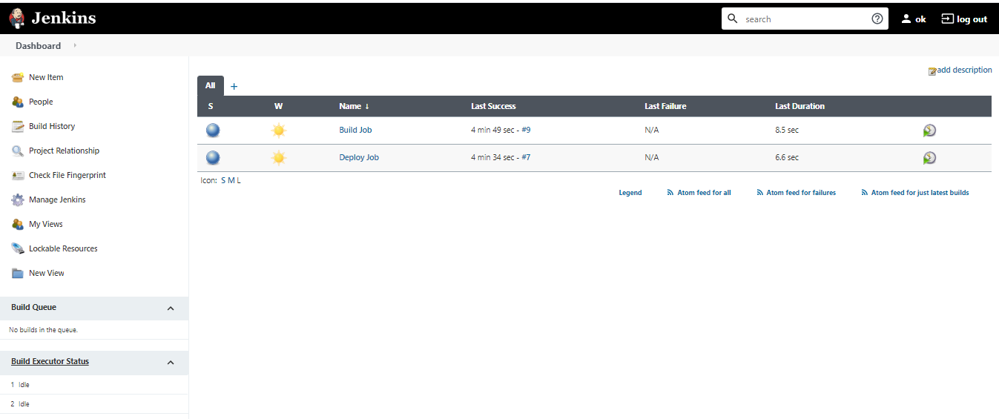 Jenkins
search
ok
log out
Dashboard
New Item
People
Build History
Project Relationship
Check File Fingerprint
Manage Jenkins
My Views
Lockable Resources
New View
Build Queue
No builds in the queue.
Build Executor Status
1 Idle
2 Idle
add description
All +
S W Name ↓ Last Success Last Failure Last Duration
Build Job 4 min 49 sec - #9 N/A 8.5 sec
Deploy Job 4 min 34 sec - #7 N/A 6.6 sec
Icon: S M L
Legend Atom feed for all Atom feed for failures Atom feed for just latest builds